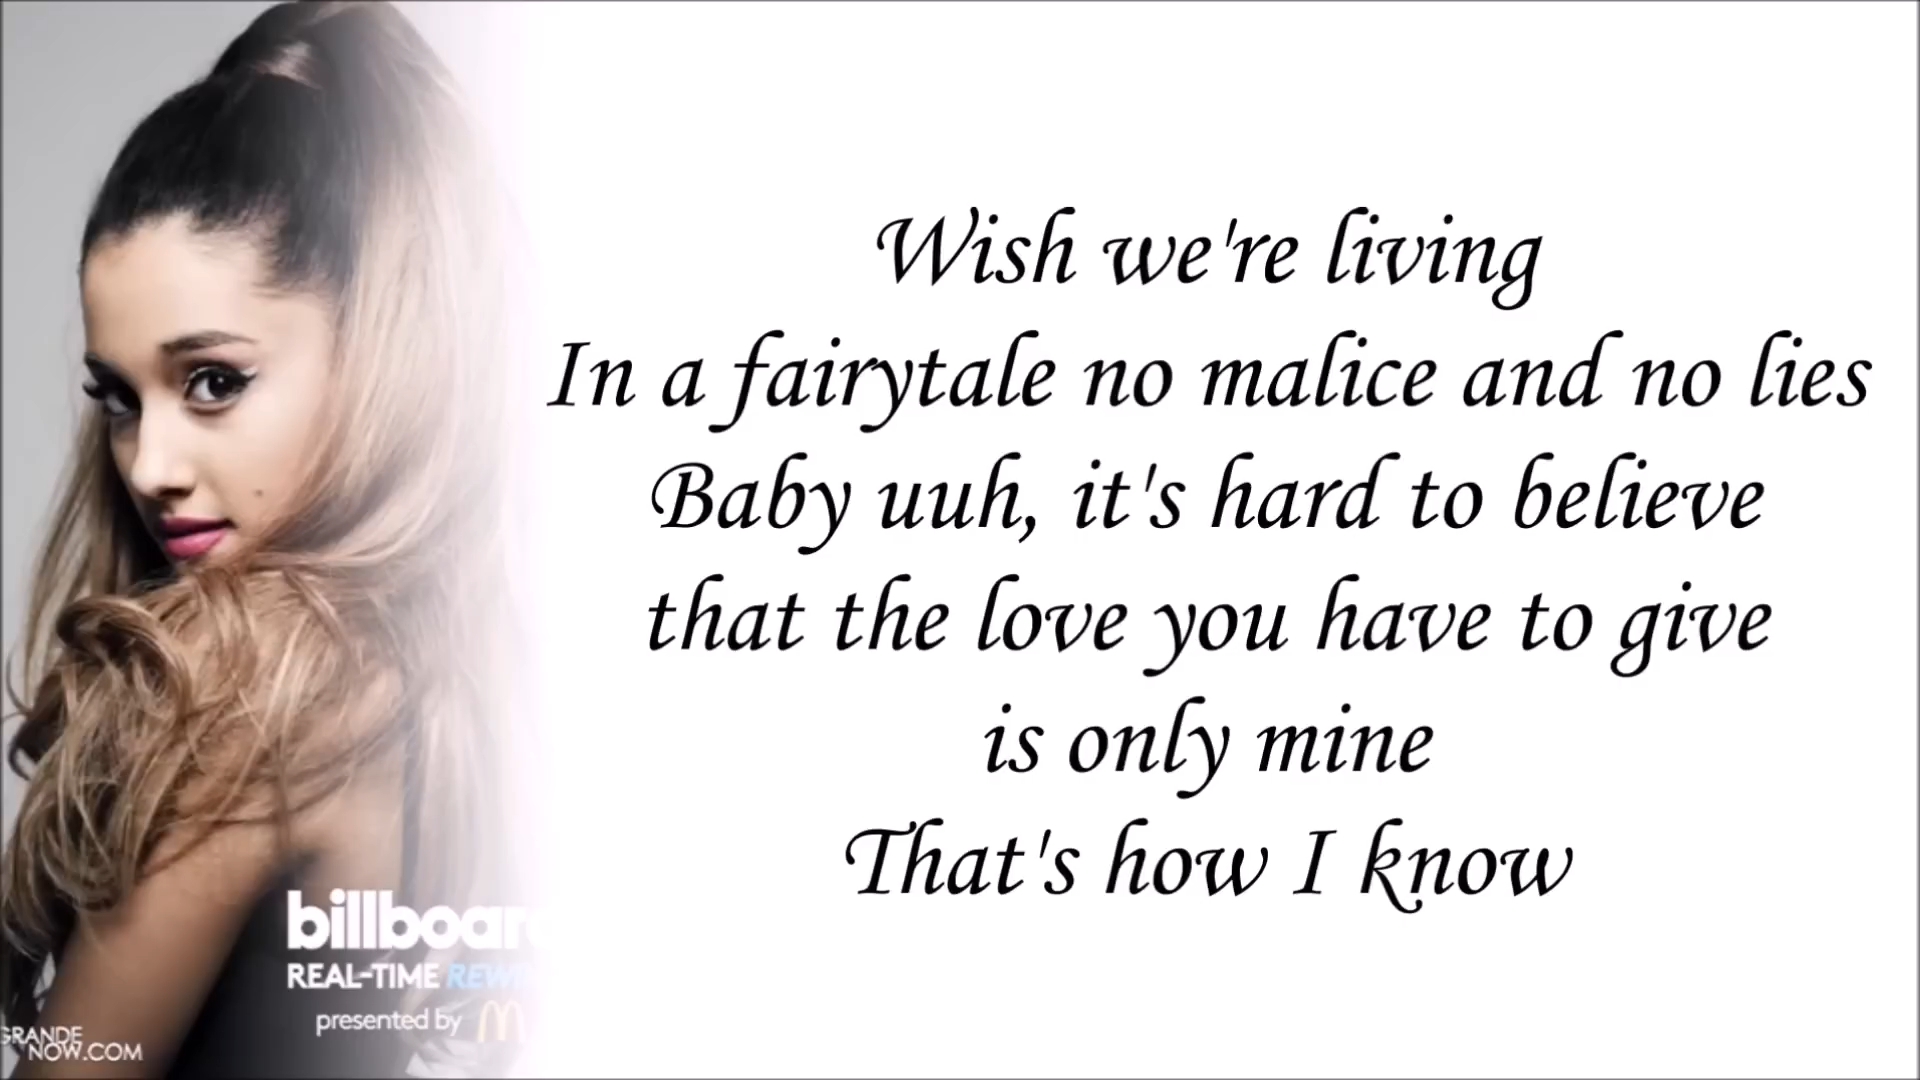 Wish we're living
In a fairytale no malice and no lies
Baby uuh, it's hard to believe
that the love you have to give
is only mine
That's how I know
billboard
REAL-TIME
presented by
GRANDE
NOW.COM